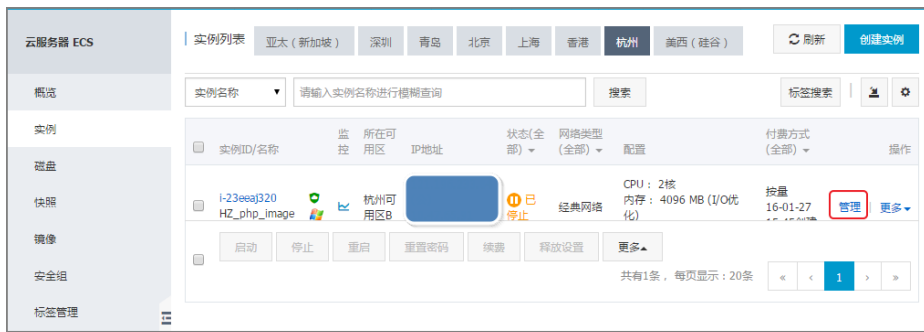 云服务器 ECS
概览
实例
磁盘
快照
镜像
安全组
标签管理
实例列表 亚太（新加坡） 深圳 青岛 北京 上海 香港 杭州 美西（硅谷） 刷新 创建实例
实例名称 请输入实例名称进行模糊查询 搜索 标签搜索
实例ID/名称 监控 所在可用区 IP地址 状态(全部) 网络类型(全部) 配置 付费方式(全部) 操作
i-23eeaj320 杭州可用区B 已停止 经典网络 CPU： 2核 按量 管理 更多
HZ_php_image 内存： 4096 MB (I/O优化) 16-01-27
15:45创建
启动 停止 重启 重置密码 续费 释放设置 更多
共有1条， 每页显示：20条 « ‹ 1 › »